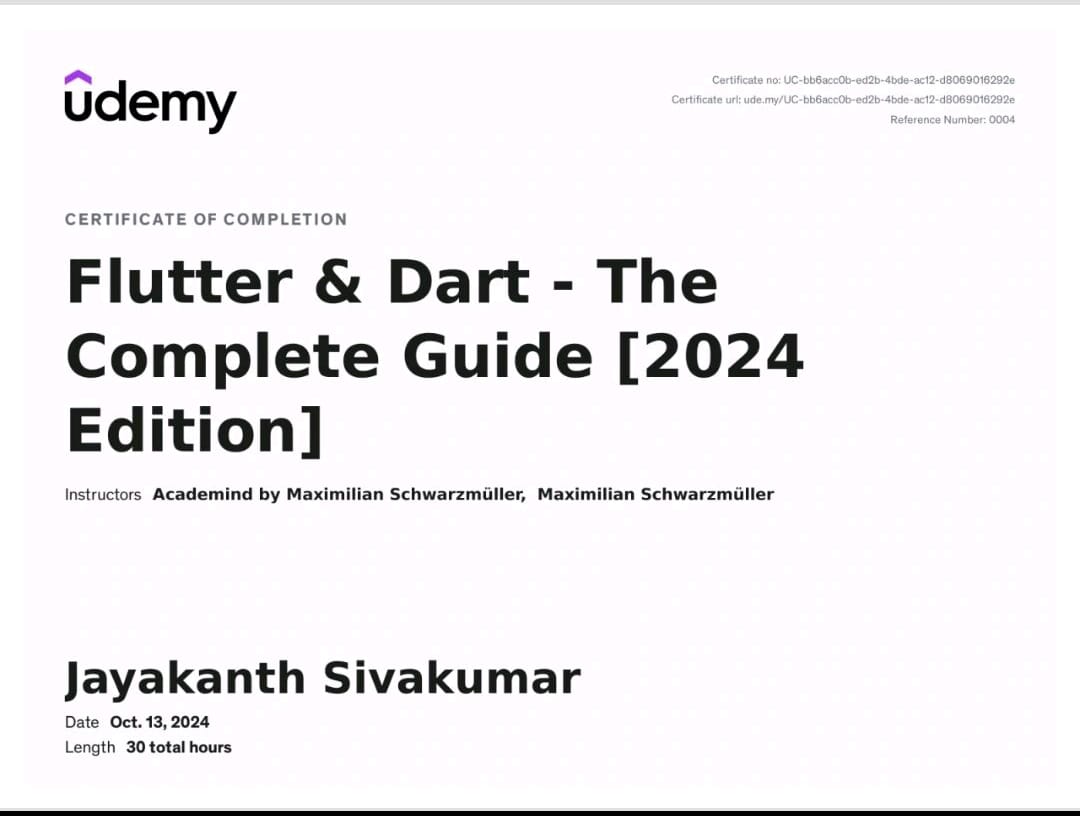 udemy
Certificate no: UC-bb6acc0b-ed2b-4bde-ac12-d8069016292e
Certificate url: ude.my/UC-bb6acc0b-ed2b-4bde-ac12-d8069016292e
Reference Number: 0004
CERTIFICATE OF COMPLETION
Flutter & Dart - The
Complete Guide [2024
Edition]
Instructors Academind by Maximilian Schwarzmüller, Maximilian Schwarzmüller
Jayakanth Sivakumar
Date Oct. 13, 2024
Length 30 total hours